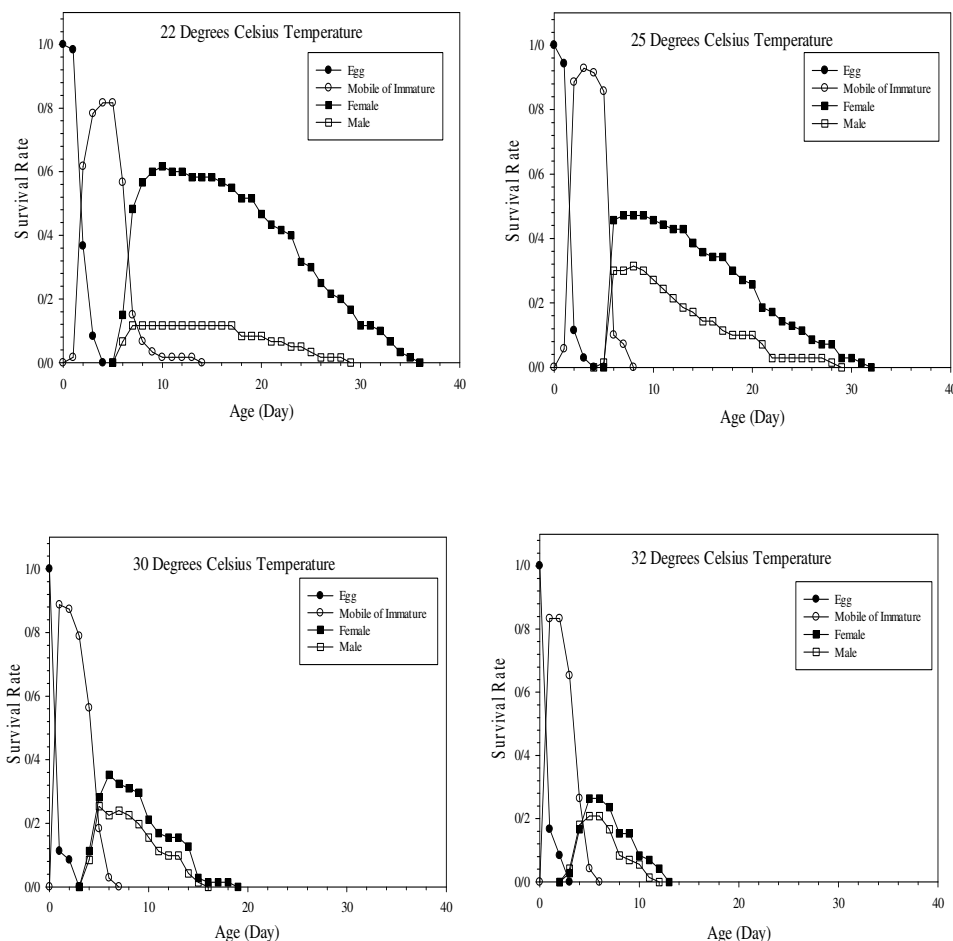 22 Degrees Celsius Temperature
Egg
Mobile of Immature
Female
Male
Survival Rate
1/0
0/8
0/6
0/4
0/2
0/0
0 10 20 30 40
Age (Day)
25 Degrees Celsius Temperature
Egg
Mobile of Immature
Female
Male
Survival Rate
1/0
0/8
0/6
0/4
0/2
0/0
0 10 20 30 40
Age (Day)
30 Degrees Celsius Temperature
Egg
Mobile of Immature
Female
Male
Survival Rate
1/0
0/8
0/6
0/4
0/2
0/0
0 10 20 30 40
Age (Day)
32 Degrees Celsius Temperature
Egg
Mobile of Immature
Female
Male
Survival Rate
1/0
0/8
0/6
0/4
0/2
0/0
0 10 20 30 40
Age (Day)